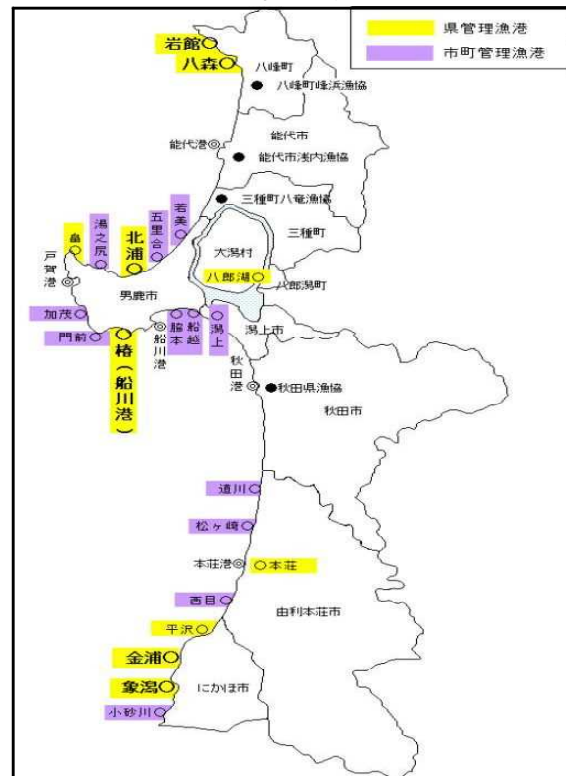 県管理漁港
市町管理漁港
岩館
八森
八峰町
八峰町峰浜漁協
能代市
能代港
能代市浅内漁協
三種町八竜漁協
三種町
若美
五里合
北浦
湯之尻
畠
戸賀港
大潟村
八郎湖
八郎潟町
男鹿市
加茂
門前
椿(船川港)
船川港
脇本
船越
潟上
潟上市
秋田港
秋田県漁協
秋田市
道川
松ヶ崎
本荘港
本荘
西目
由利本荘市
平沢
金浦
象潟
にかほ市
小砂川